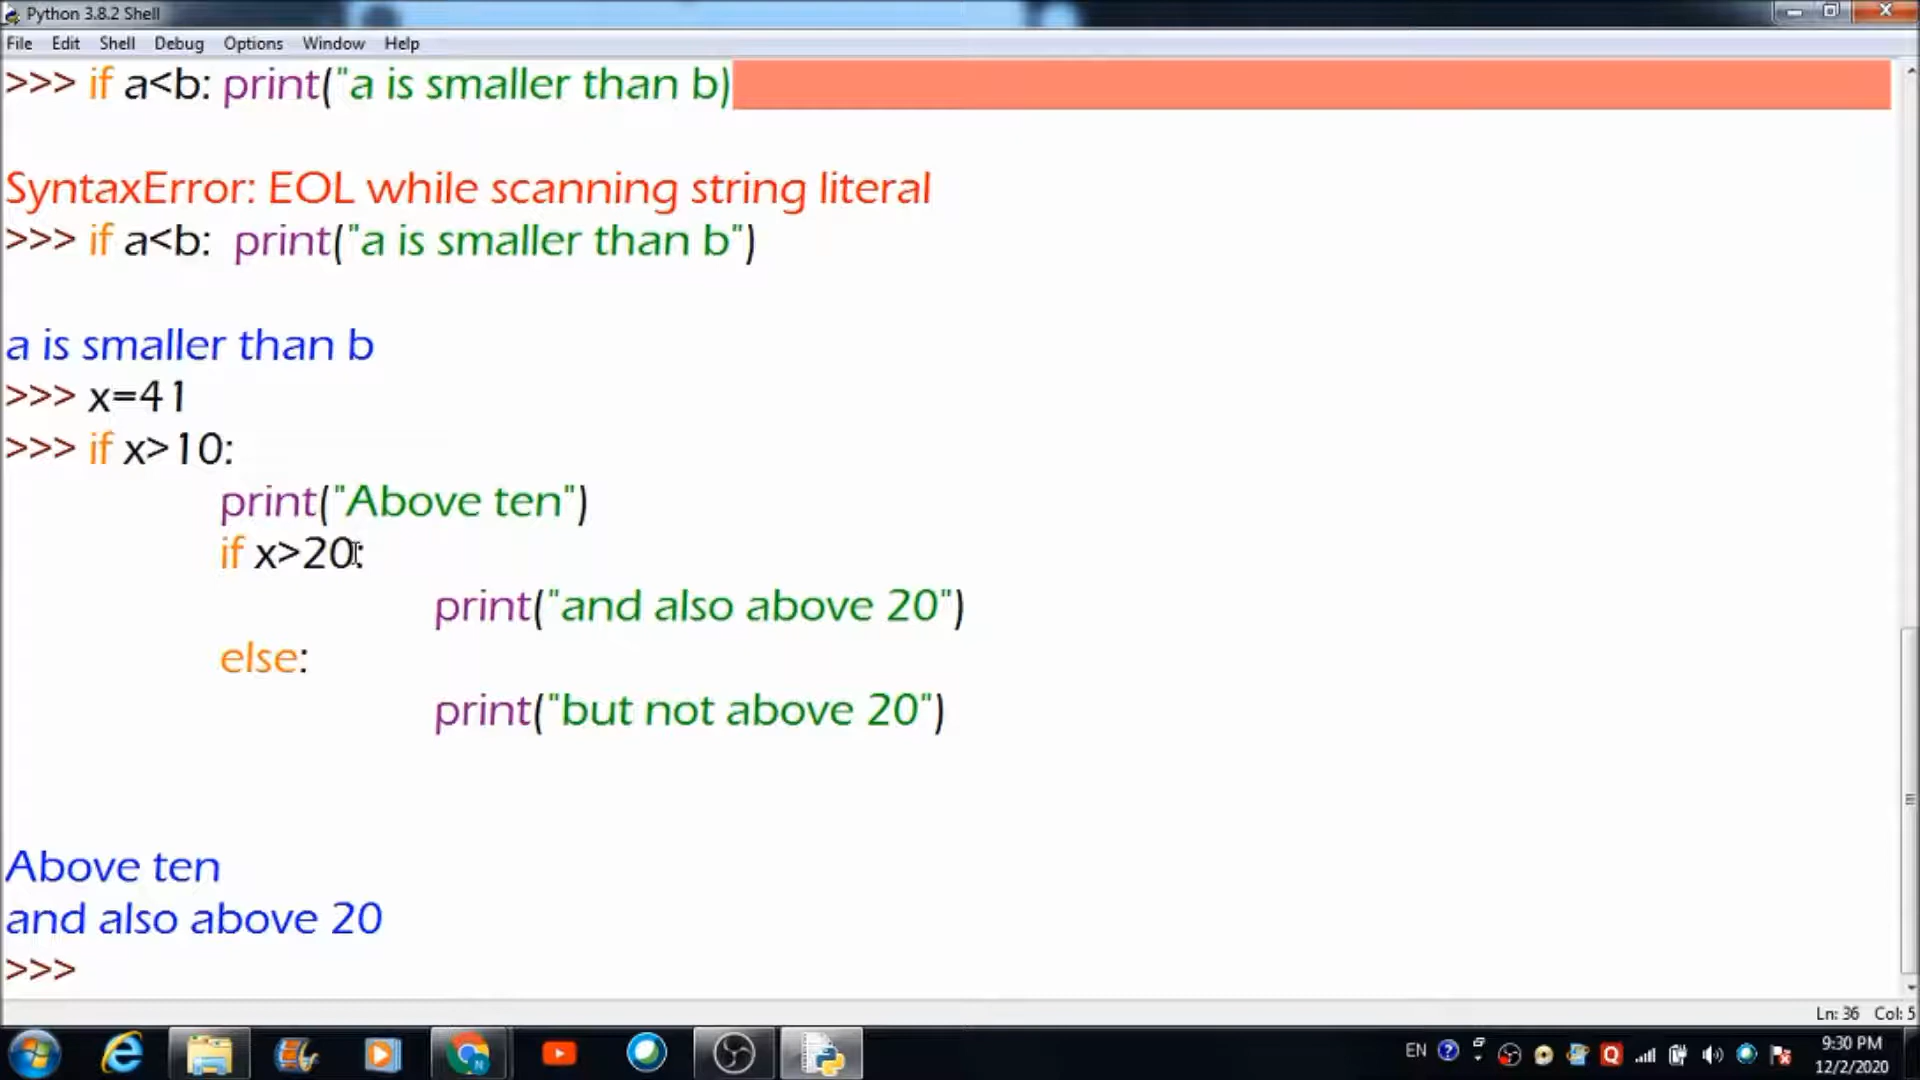 Python 3.8.2 Shell
File Edit Shell Debug Options Window Help
>>> if a<b: print("a is smaller than b)
SyntaxError: EOL while scanning string literal
>>> if a<b:  print("a is smaller than b")
a is smaller than b
>>> x=41
>>> if x>10:
print("Above ten")
if x>20:
print("and also above 20")
else:
print("but not above 20")
Above ten
and also above 20
>>>
Ln: 36 Col: 5
EN
9:30 PM
12/2/2020